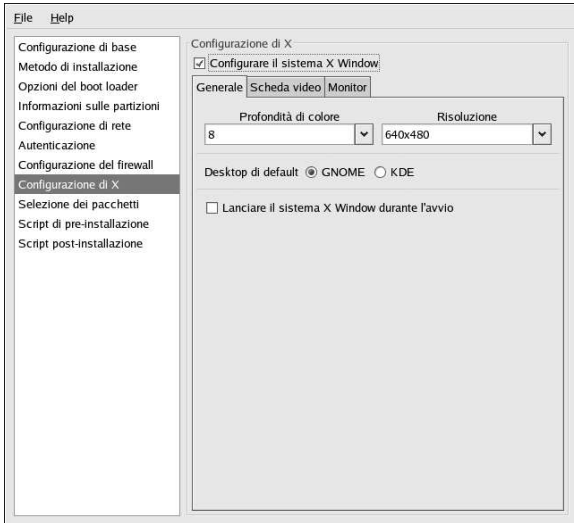 File Help
Configurazione di base
Metodo di installazione
Opzioni del boot loader
Informazioni sulle partizioni
Configurazione di rete
Autenticazione
Configurazione del firewall
Configurazione di X
Selezione dei pacchetti
Script di pre-installazione
Script post-installazione
Configurazione di X
Configurare il sistema X Window
Generale Scheda video Monitor
Profondità di colore Risoluzione
8 640x480
Desktop di default GNOME KDE
Lanciare il sistema X Window durante l'avvio